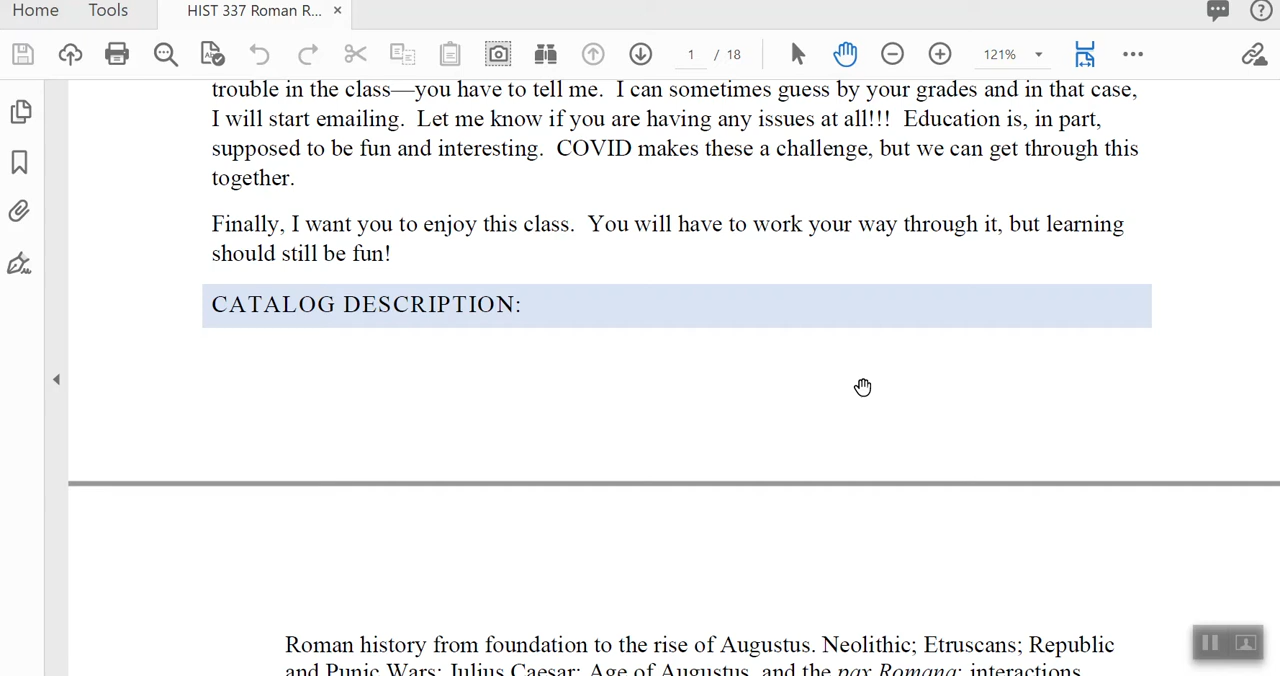 Home Tools HIST 337 Roman R... ×
1 / 18 121%
trouble in the class—you have to tell me.  I can sometimes guess by your grades and in that case,
I will start emailing.  Let me know if you are having any issues at all!!!  Education is, in part,
supposed to be fun and interesting.  COVID makes these a challenge, but we can get through this
together.
Finally, I want you to enjoy this class.  You will have to work your way through it, but learning
should still be fun!
CATALOG DESCRIPTION:
Roman history from foundation to the rise of Augustus. Neolithic; Etruscans; Republic
and Punic Wars; Julius Caesar; Age of Augustus, and the pax Romana; interactions